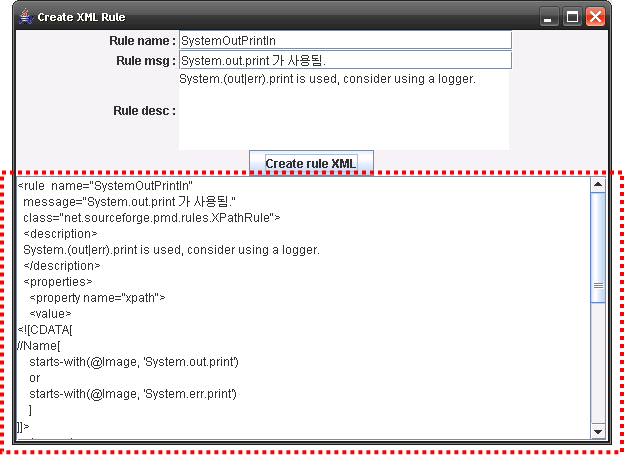 Create XML Rule
Rule name : SystemOutPrintln
Rule msg : System.out.print 가 사용됨.
Rule desc : System.(out|err).print is used, consider using a logger.
Create rule XML
<rule  name="SystemOutPrintln"
  message="System.out.print 가 사용됨."
  class="net.sourceforge.pmd.rules.XPathRule">
  <description>
  System.(out|err).print is used, consider using a logger.
  </description>
  <properties>
    <property name="xpath">
    <value>
<![CDATA[
//Name[
    starts-with(@Image, 'System.out.print')
    or
    starts-with(@Image, 'System.err.print')
    ]
]]>